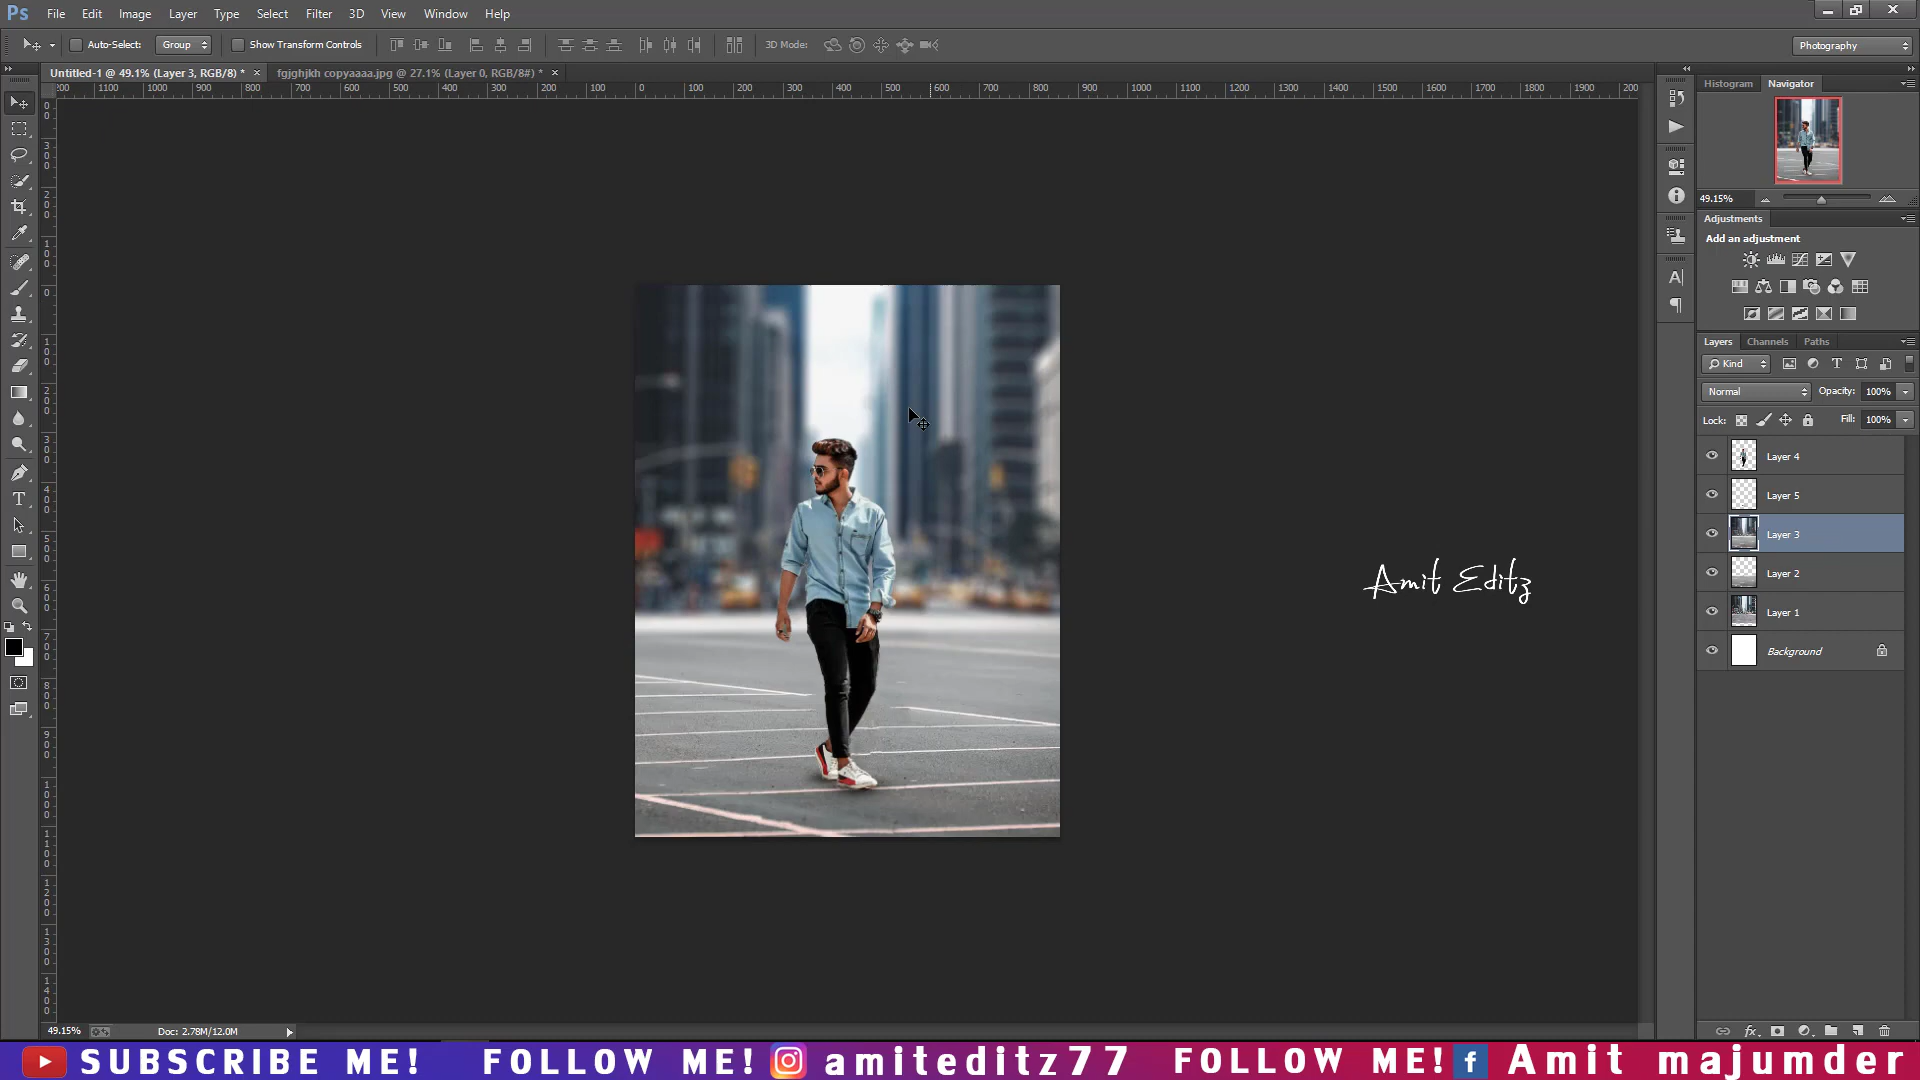 Ps File Edit Image Layer Type Select Filter 3D View Window Help
Auto-Select: Group Show Transform Controls 3D Mode: Photography
Untitled-1 @ 49.1% (Layer 3, RGB/8) * × fgjghjkh copyaaaa.jpg @ 27.1% (Layer 0, RGB/8#) * ×
Histogram Navigator
49.15%
Adjustments
Add an adjustment
Layers Channels Paths
Kind
Normal Opacity: 100%
Lock: Fill: 100%
Layer 4
Layer 5
Layer 3
Layer 2
Layer 1
Background
Amit Editz
49.15% Doc: 2.78M/12.0M
SUBSCRIBE ME! FOLLOW ME! amiteditz77 FOLLOW ME! f Amit majumder